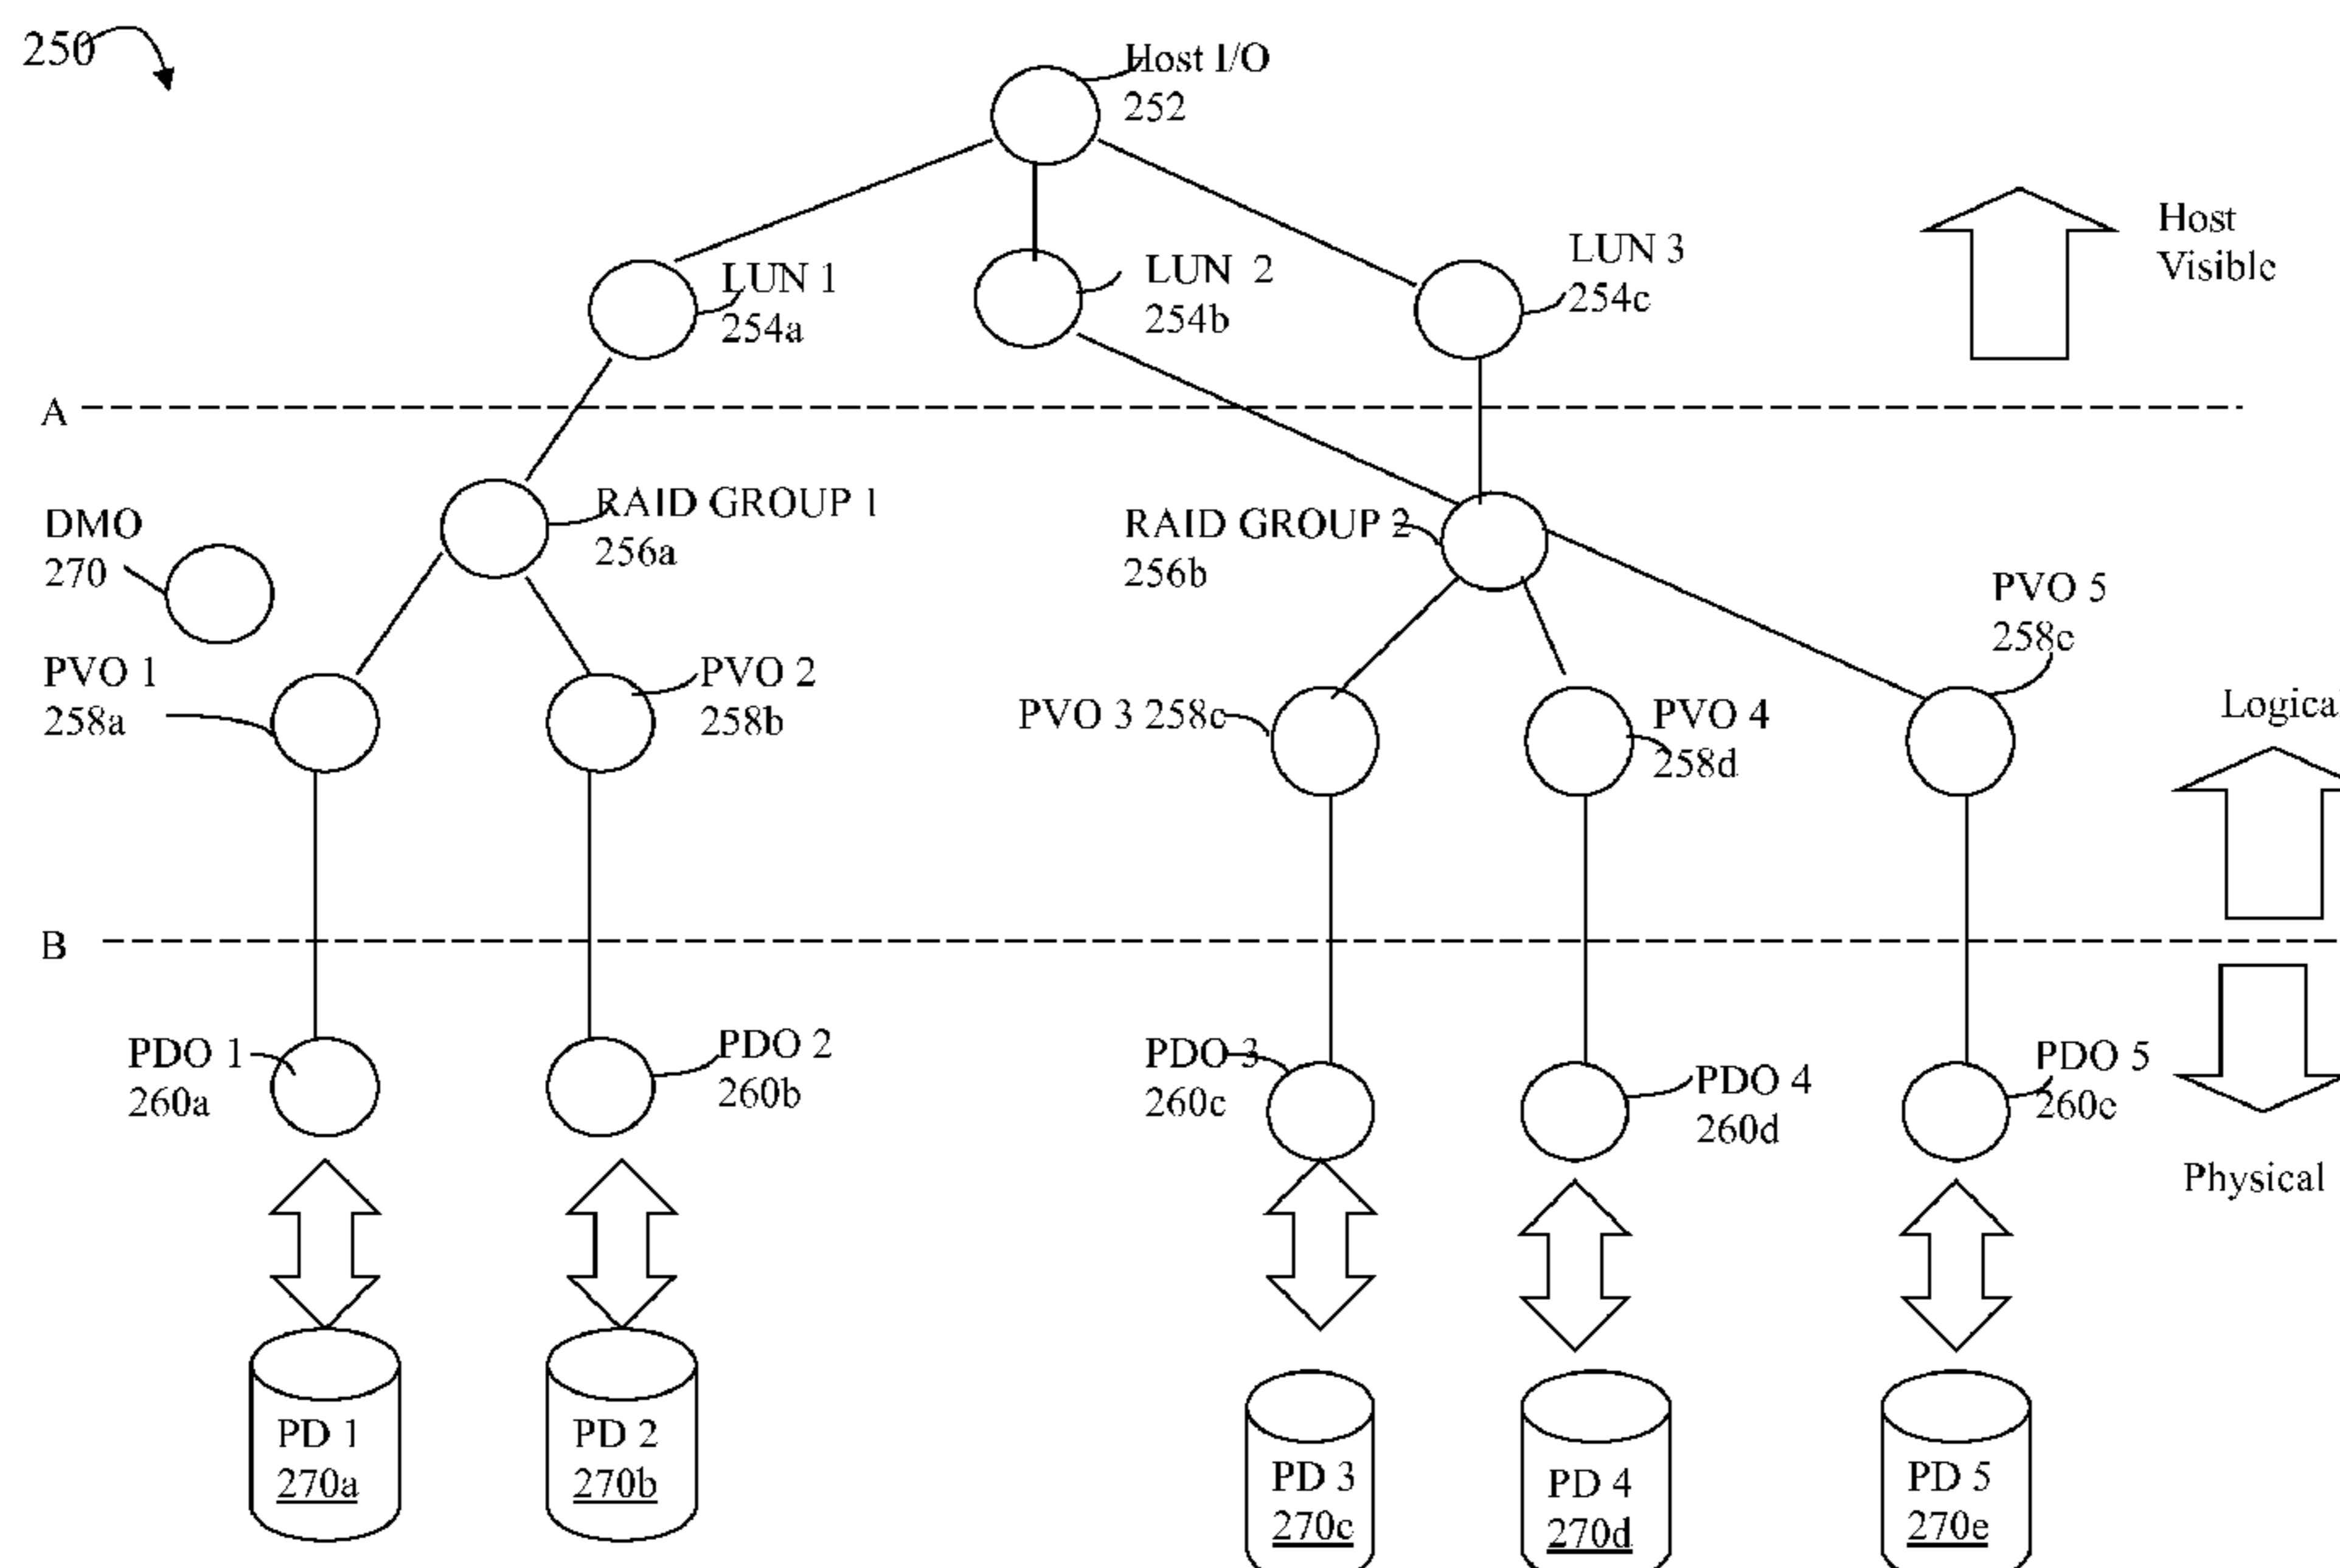 250
Host I/O
252
LUN 1
254a
LUN 2
254b
LUN 3
254c
Host
Visible
A
DMO
270
RAID GROUP 1
256a
RAID GROUP 2
256b
PVO 1
258a
PVO 2
258b
PVO 3 258c
PVO 4
258d
PVO 5
258e
Logical
B
PDO 1
260a
PDO 2
260b
PDO 3
260c
PDO 4
260d
PDO 5
260e
Physical
PD 1
270a
PD 2
270b
PD 3
270c
PD 4
270d
PD 5
270e